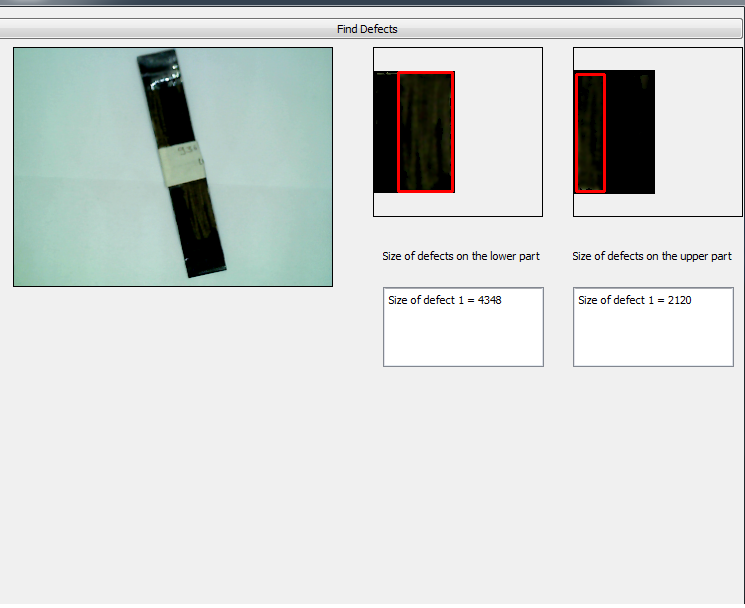 Find Defects
Size of defects on the lower part
Size of defects on the upper part
Size of defect 1 = 4348
Size of defect 1 = 2120